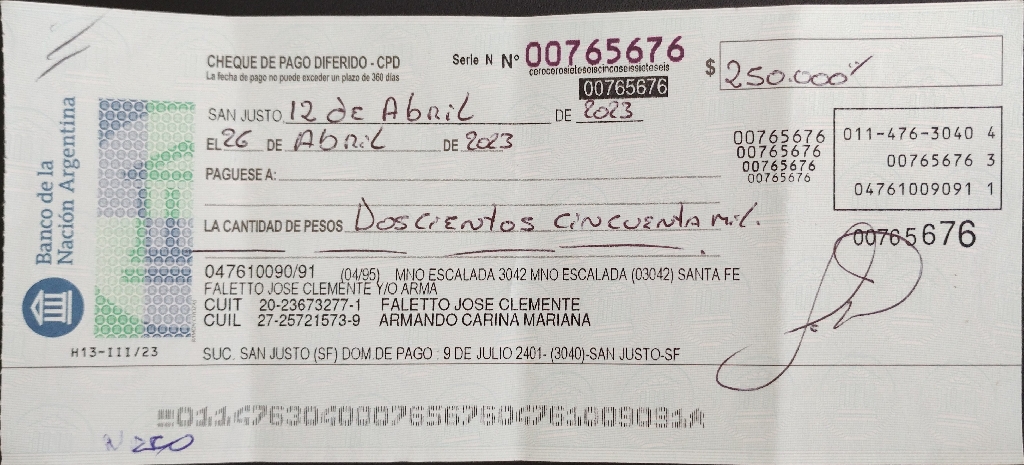 CHEQUE DE PAGO DIFERIDO - CPD
La fecha de pago no puede exceder un plazo de 360 días
Serie N Nº 00765676
cerocerosieteseiscincoseissieteseis
00765676
$ 250.000
SAN JUSTO, 12 de Abril DE 2023
EL 26 DE Abril DE 2023
PAGUESE A:
LA CANTIDAD DE PESOS Doscientos cincuenta mil.
00765676
00765676
00765676
00765676
011-476-3040 4
00765676 3
04761009091 1
00765676
Banco de la
Nación Argentina
047610090/91 (04/95) MNO ESCALADA 3042 MNO ESCALADA (03042) SANTA FE
FALETTO JOSE CLEMENTE Y/O ARMA
CUIT 20-23673277-1 FALETTO JOSE CLEMENTE
CUIL 27-25721573-9 ARMANDO CARINA MARIANA
H13-III/23
SUC. SAN JUSTO (SF) DOM.DE PAGO : 9 DE JULIO 2401- (3040)-SAN JUSTO-SF
01147630400076567604761009091
N 250